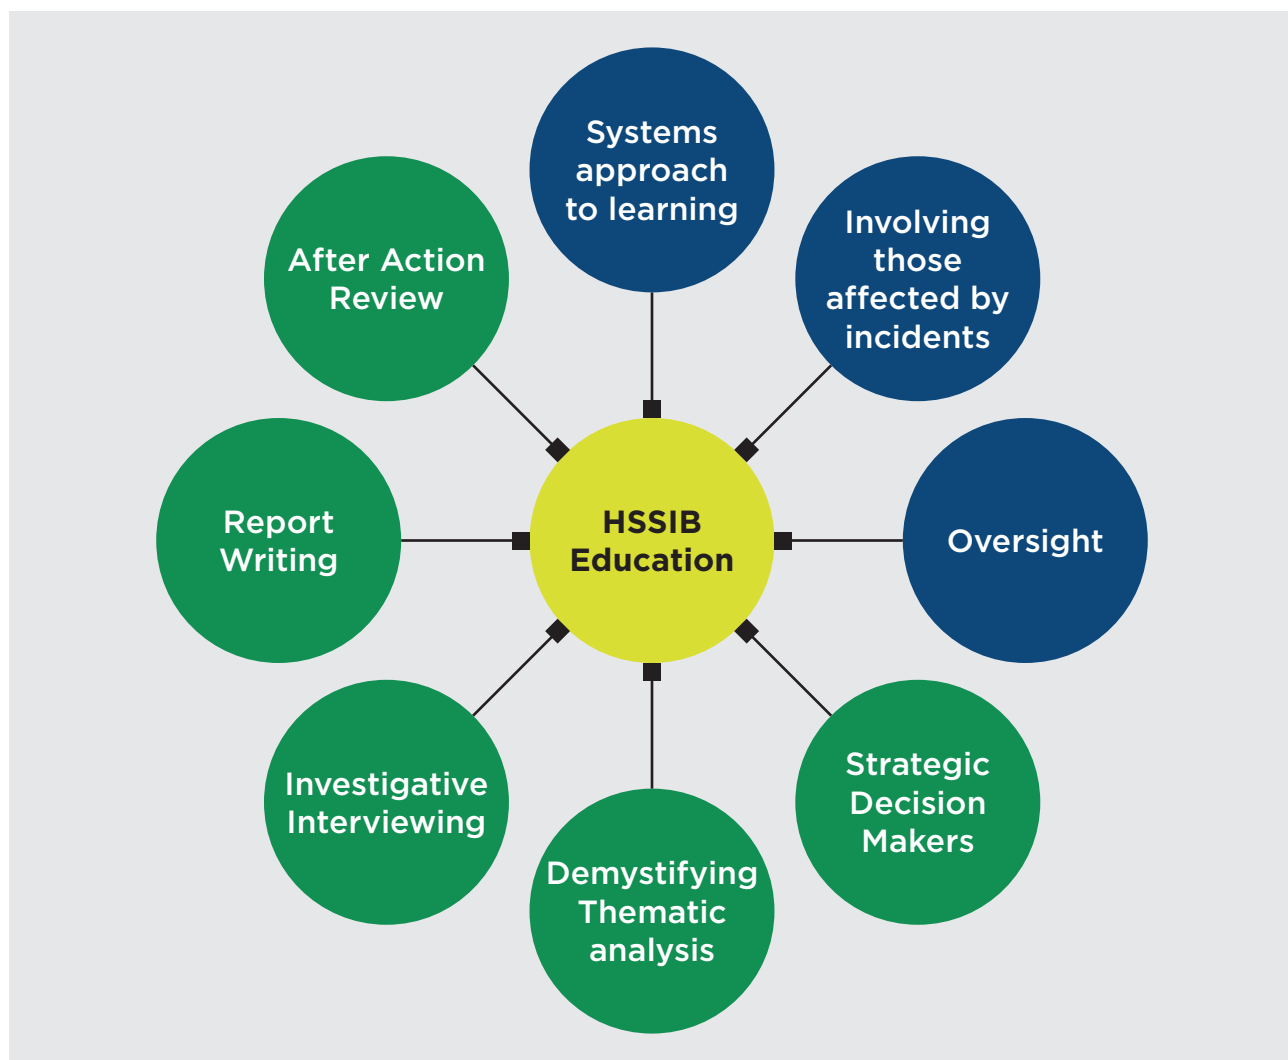 Systems
approach
to learning
Involving
those
affected by
incidents
Oversight
Strategic
Decision
Makers
Demystifying
Thematic
analysis
Investigative
Interviewing
Report
Writing
After Action
Review
HSSIB
Education